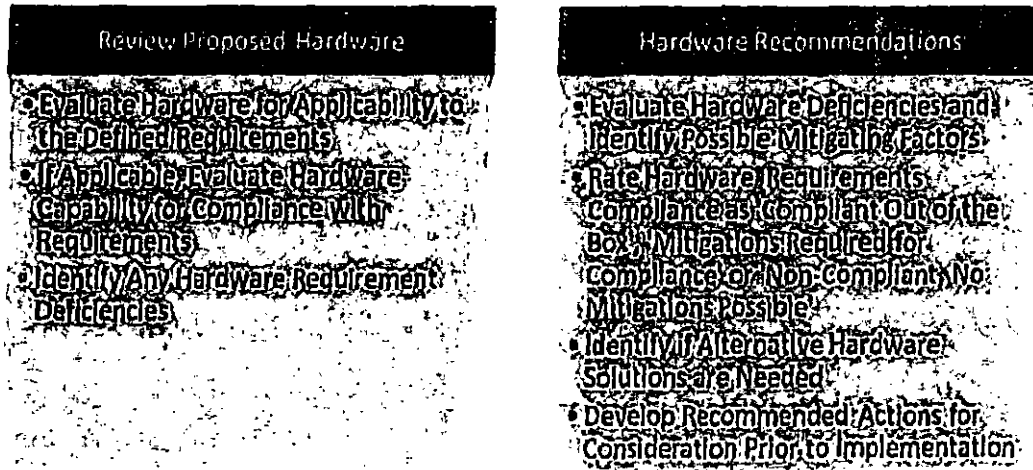 Review Proposed Hardware
• Evaluate Hardware for Applicability to
the Defined Requirements
• If Applicable, Evaluate Hardware
Capability for Compliance with
Requirements
• Identify Any Hardware Requirement
Deficiencies
Hardware Recommendations
• Evaluate Hardware Deficiencies and
Identify Possible Mitigating Factors
• Rate Hardware Requirements
Compliance as Compliant Out of the
Box, Mitigations Required for
Compliance or Non-Compliant, No
Mitigations Possible
• Identify if Alternative Hardware
Solutions are Needed
• Develop Recommended Actions for
Consideration Prior to Implementation